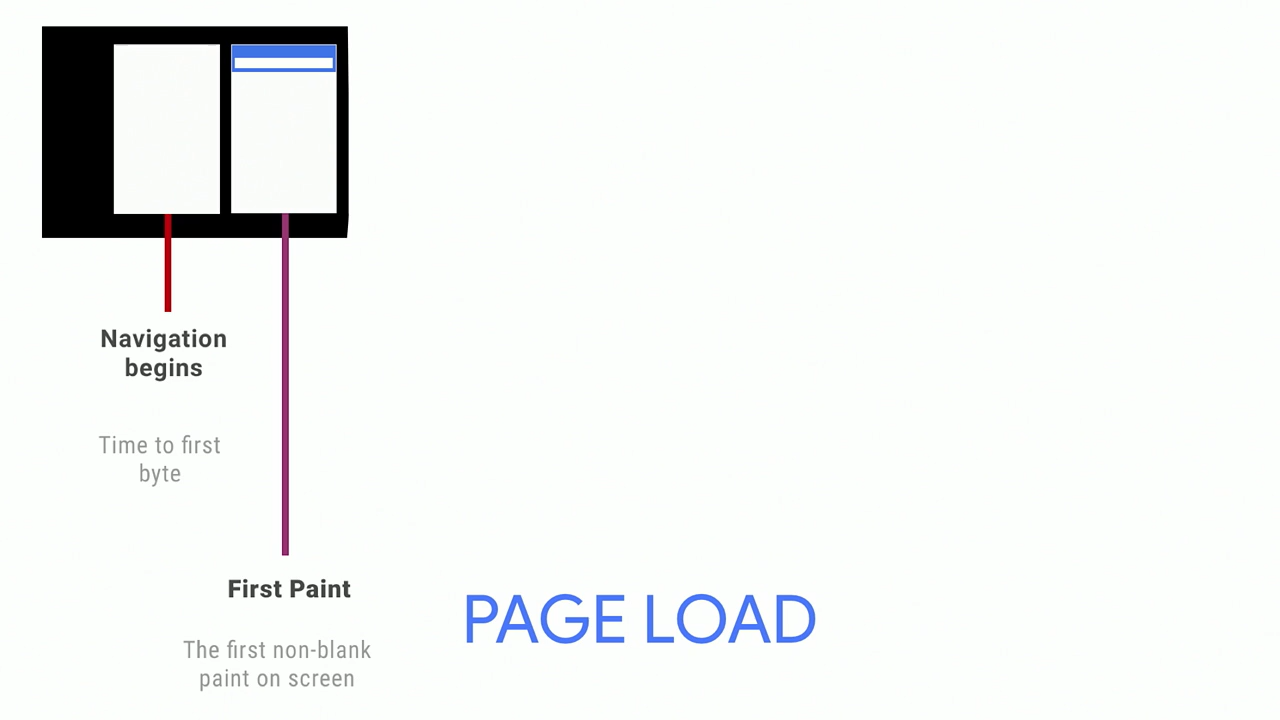 Navigation
begins
Time to first
byte
First Paint
The first non-blank
paint on screen
PAGE LOAD